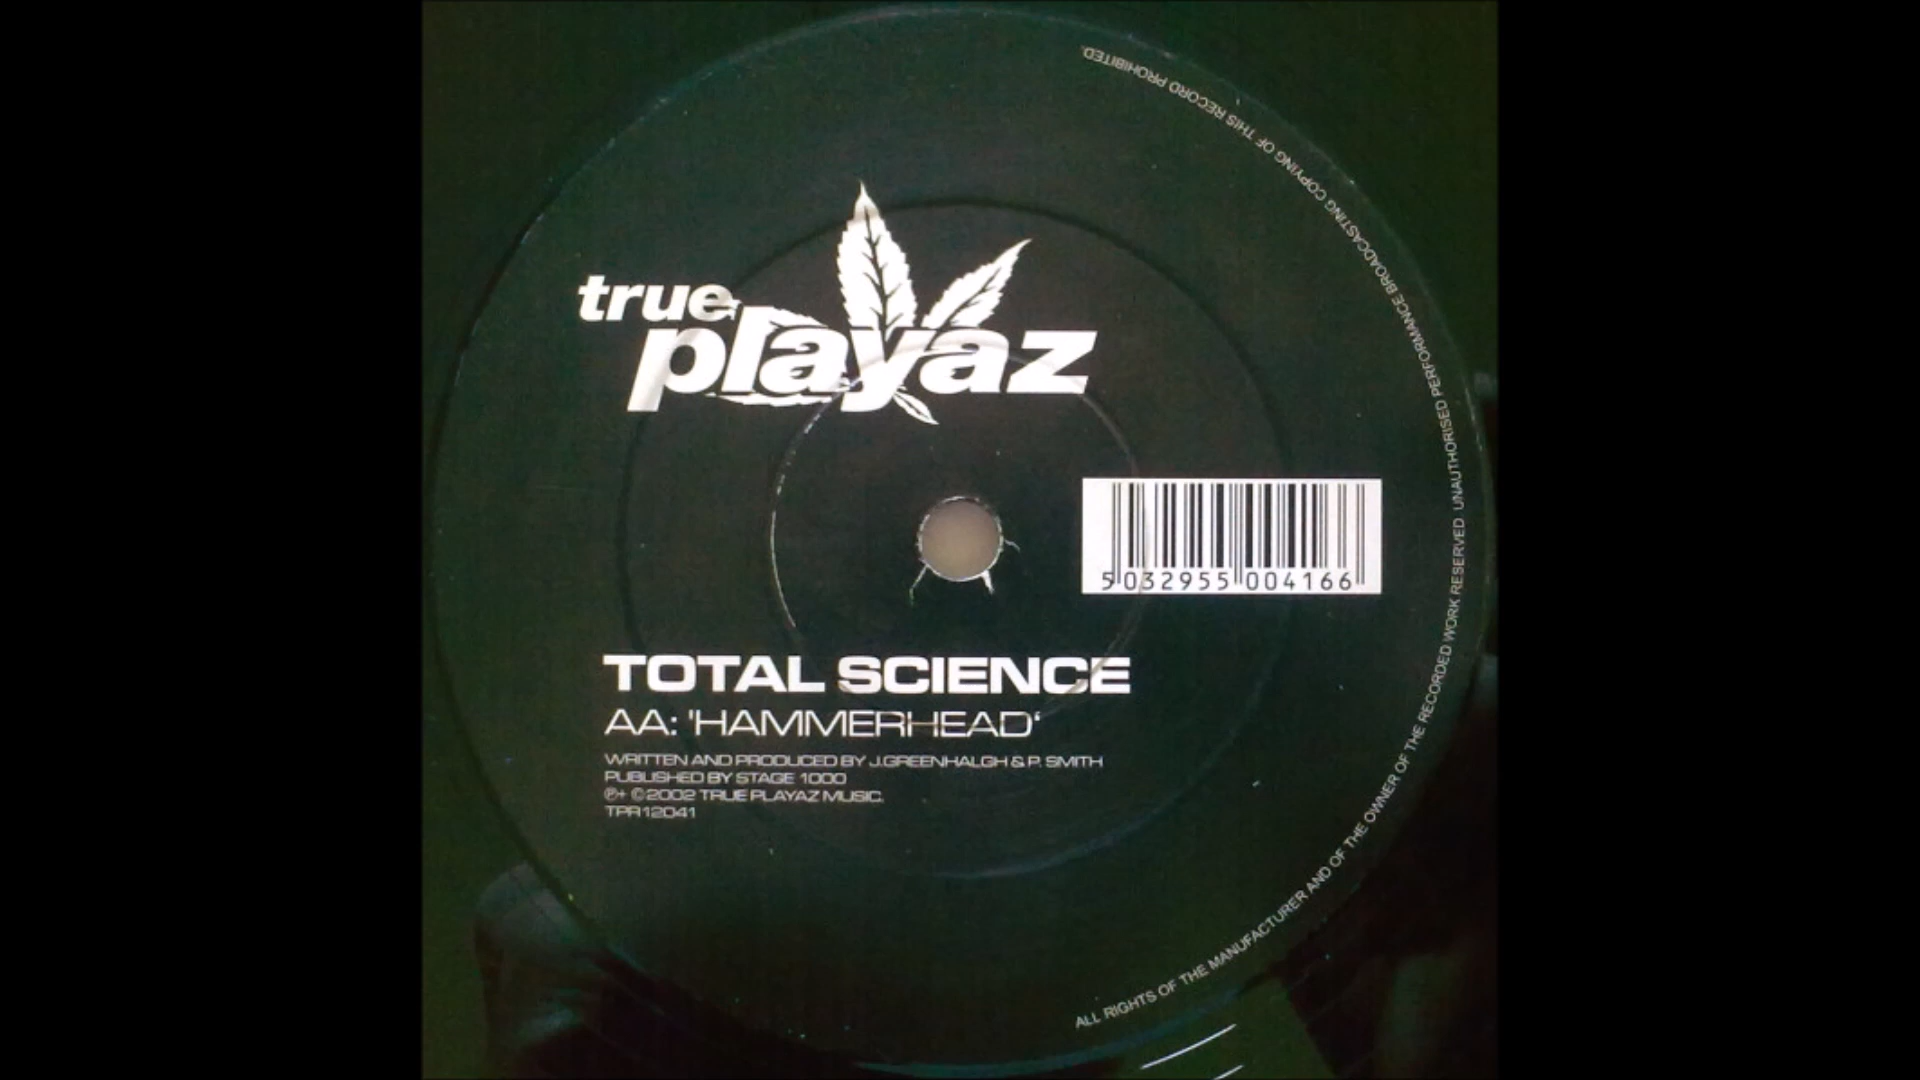 true
playaz
5 032955 004166
TOTAL SCIENCE
AA: 'HAMMERHEAD'
WRITTEN AND PRODUCED BY J.GREENHALGH & P. SMITH
PUBLISHED BY STAGE 1000
℗+ ©2002 TRUE PLAYAZ MUSIC.
TPR12041
ALL RIGHTS OF THE MANUFACTURER AND OF THE OWNER OF THE RECORDED WORK RESERVED. UNAUTHORISED PERFORMANCE BROADCASTING COPYING OF THIS RECORD PROHIBITED.